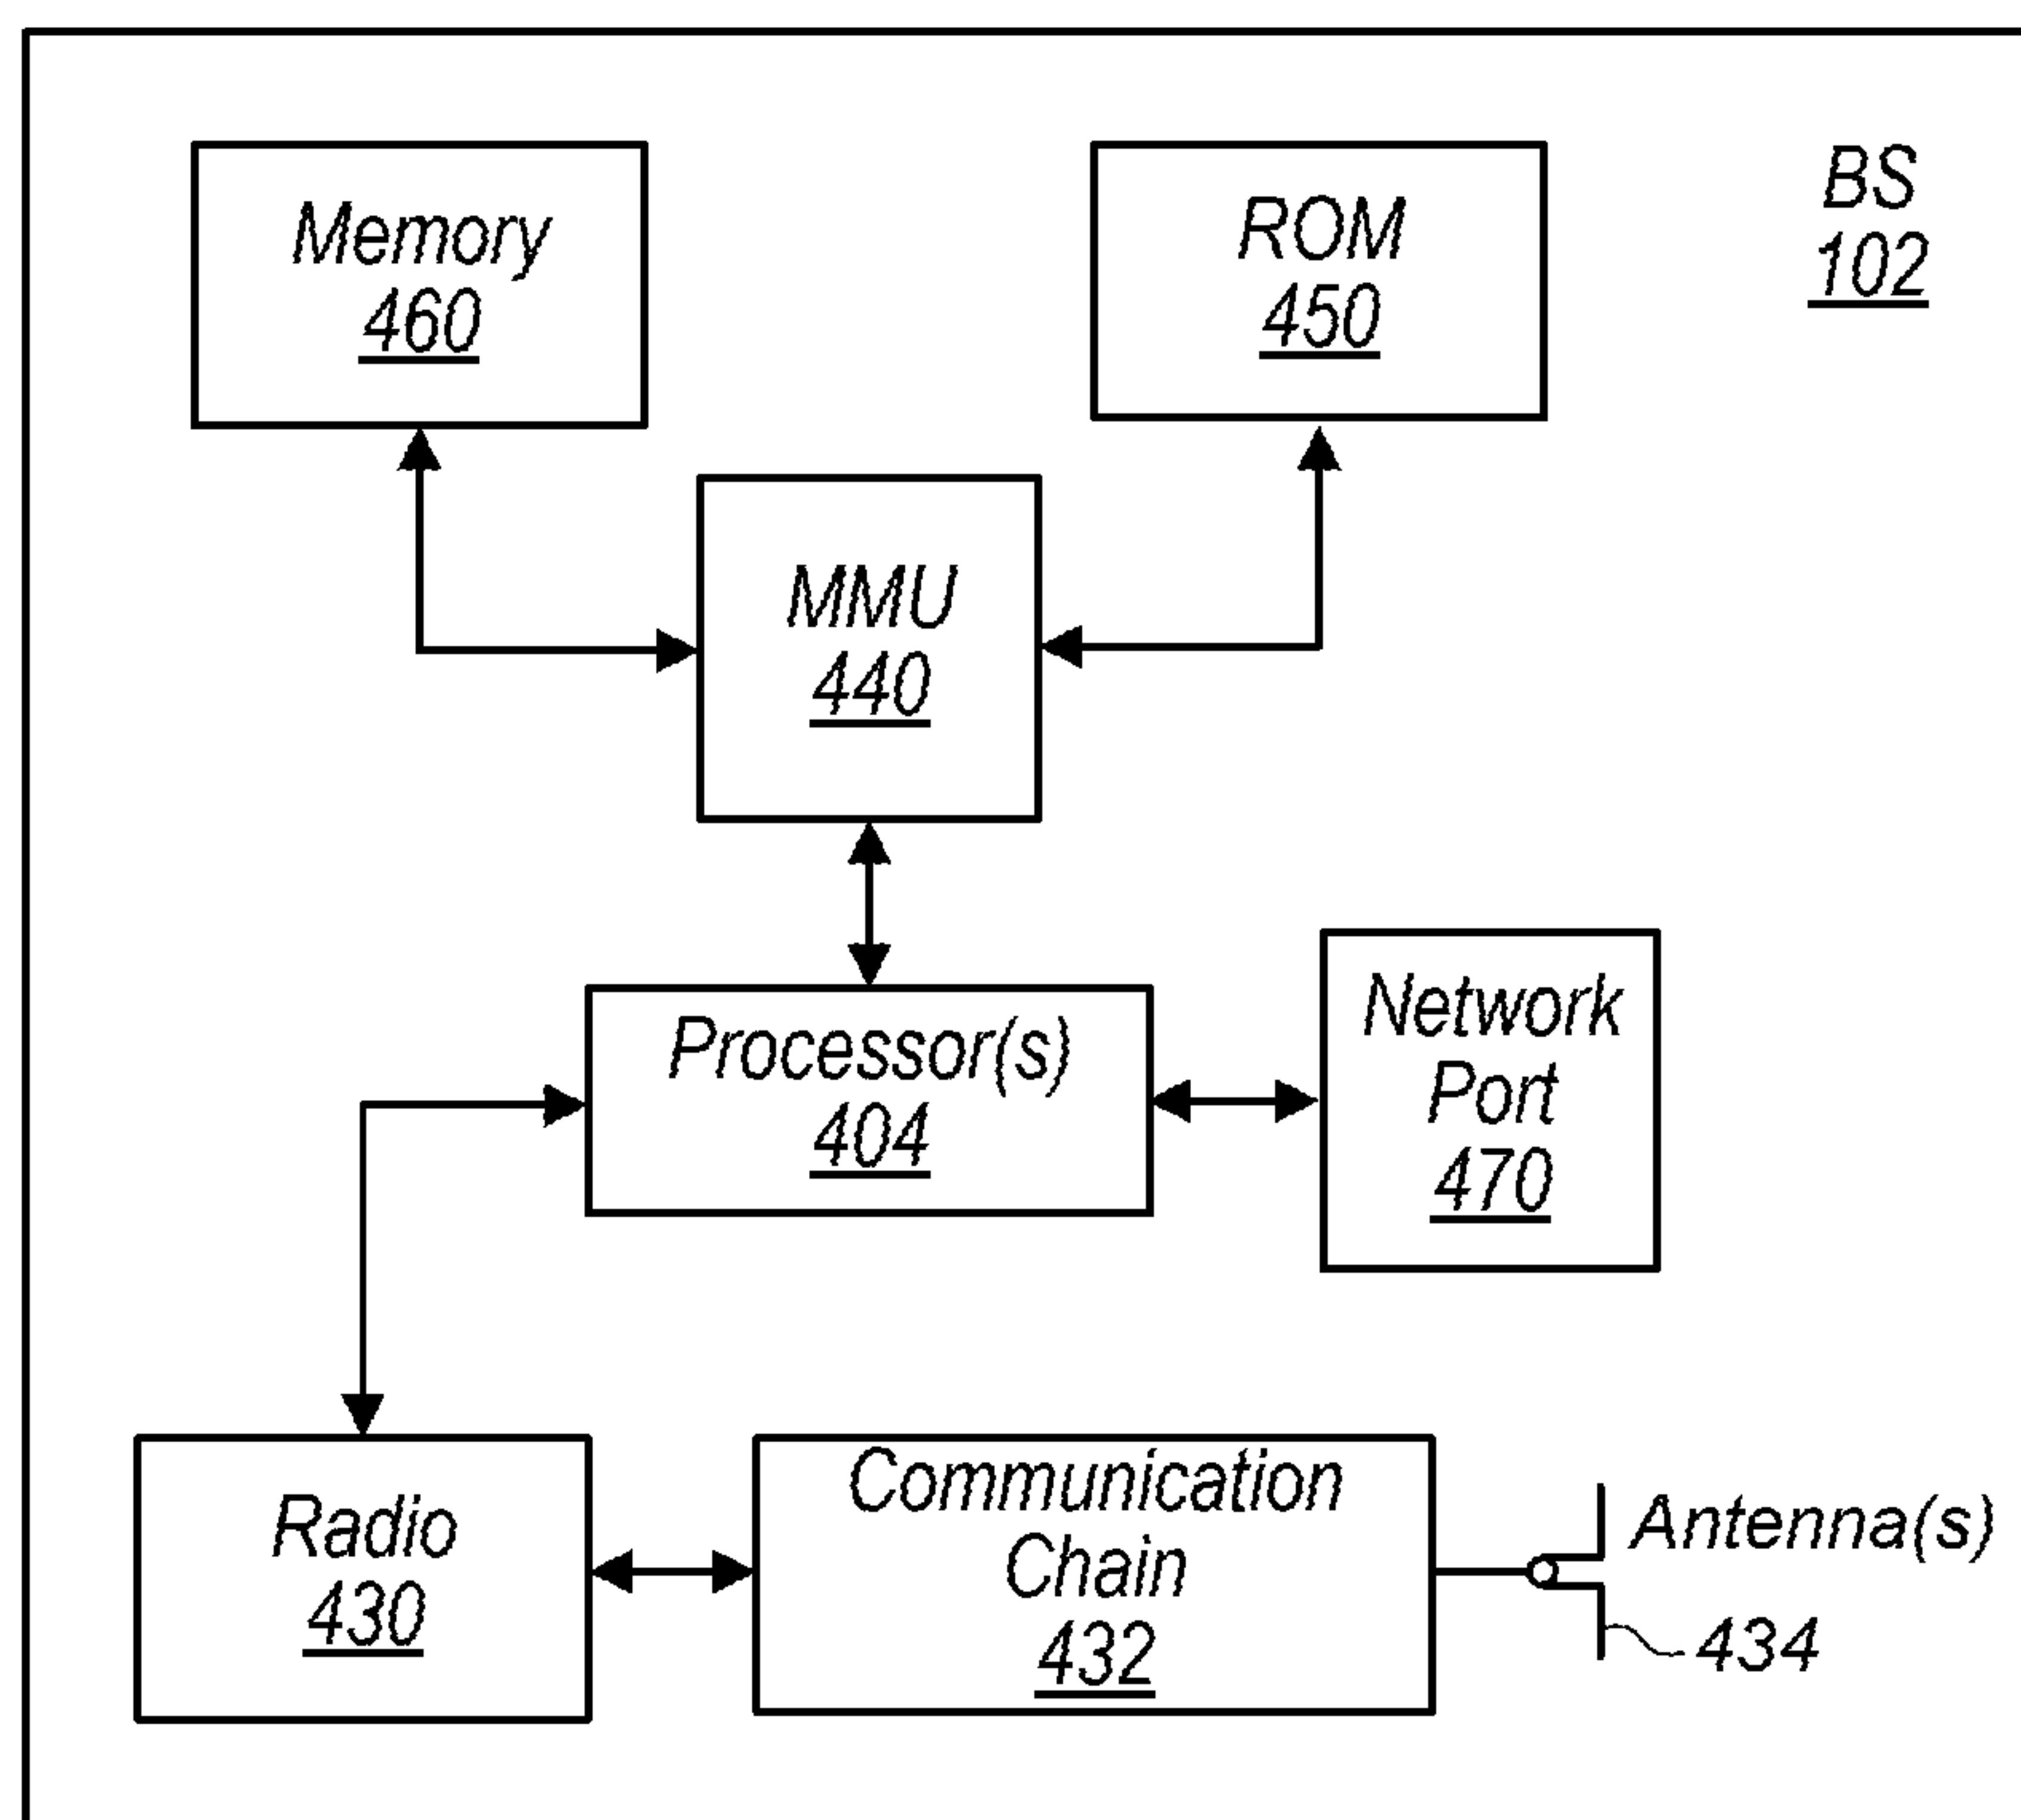 Memory
460
ROM
450
BS
102
MMU
440
Processor(s)
404
Network
Port
470
Radio
430
Communication
Chain
432
Antenna(s)
434